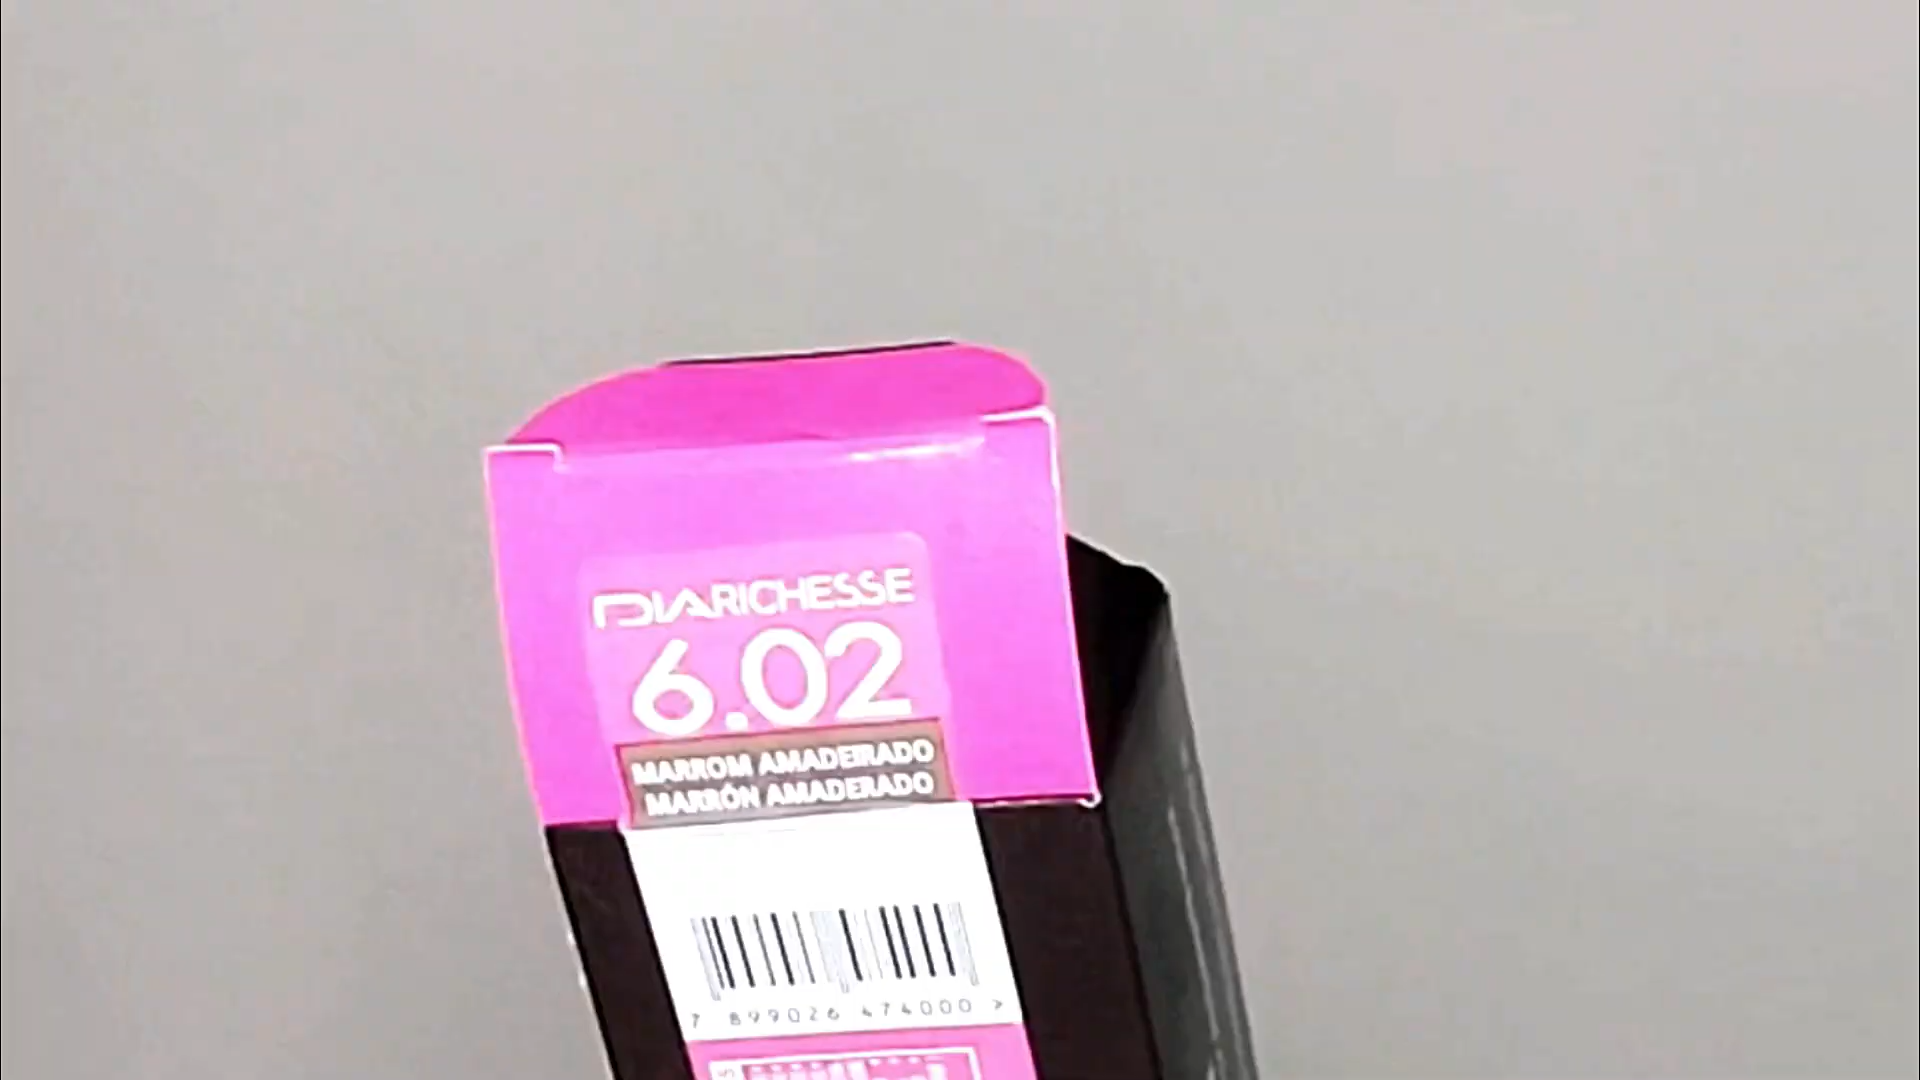 DIARICHESSE
6.02
MARROM AMADEIRADO
MARRÓN AMADERADO
7 899026 474000 >